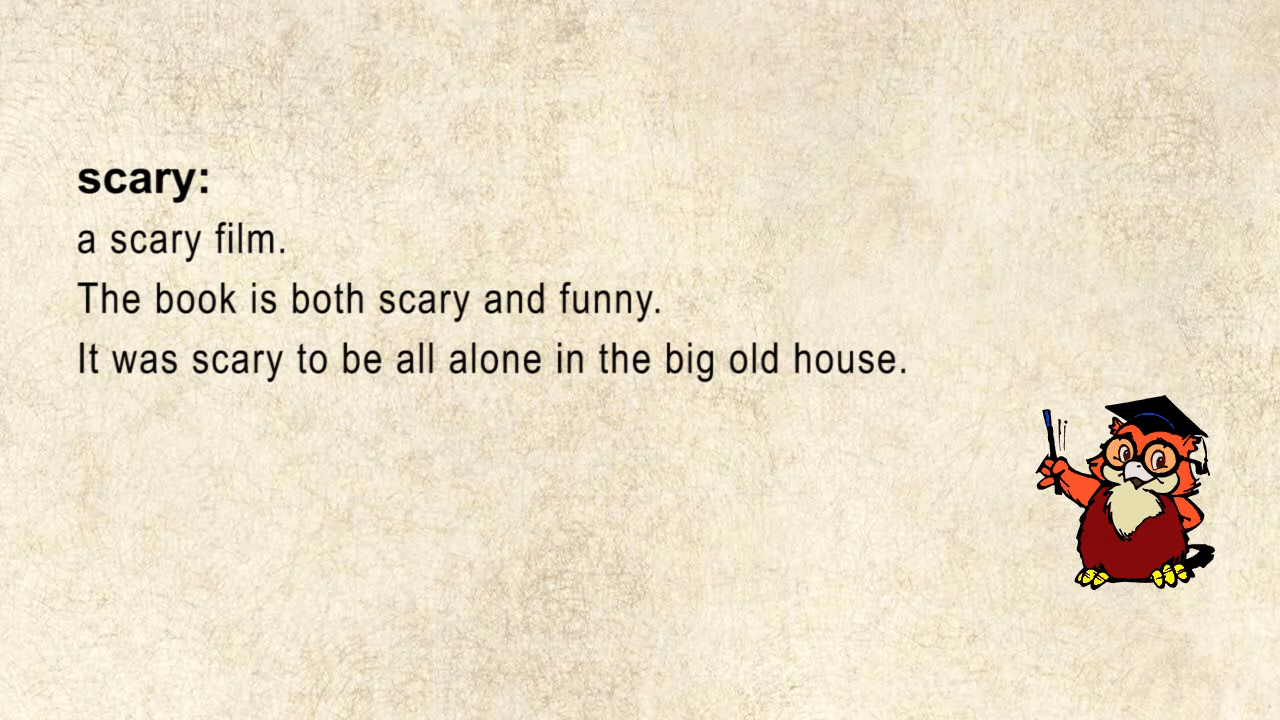 scary:
a scary film.
The book is both scary and funny.
It was scary to be all alone in the big old house.